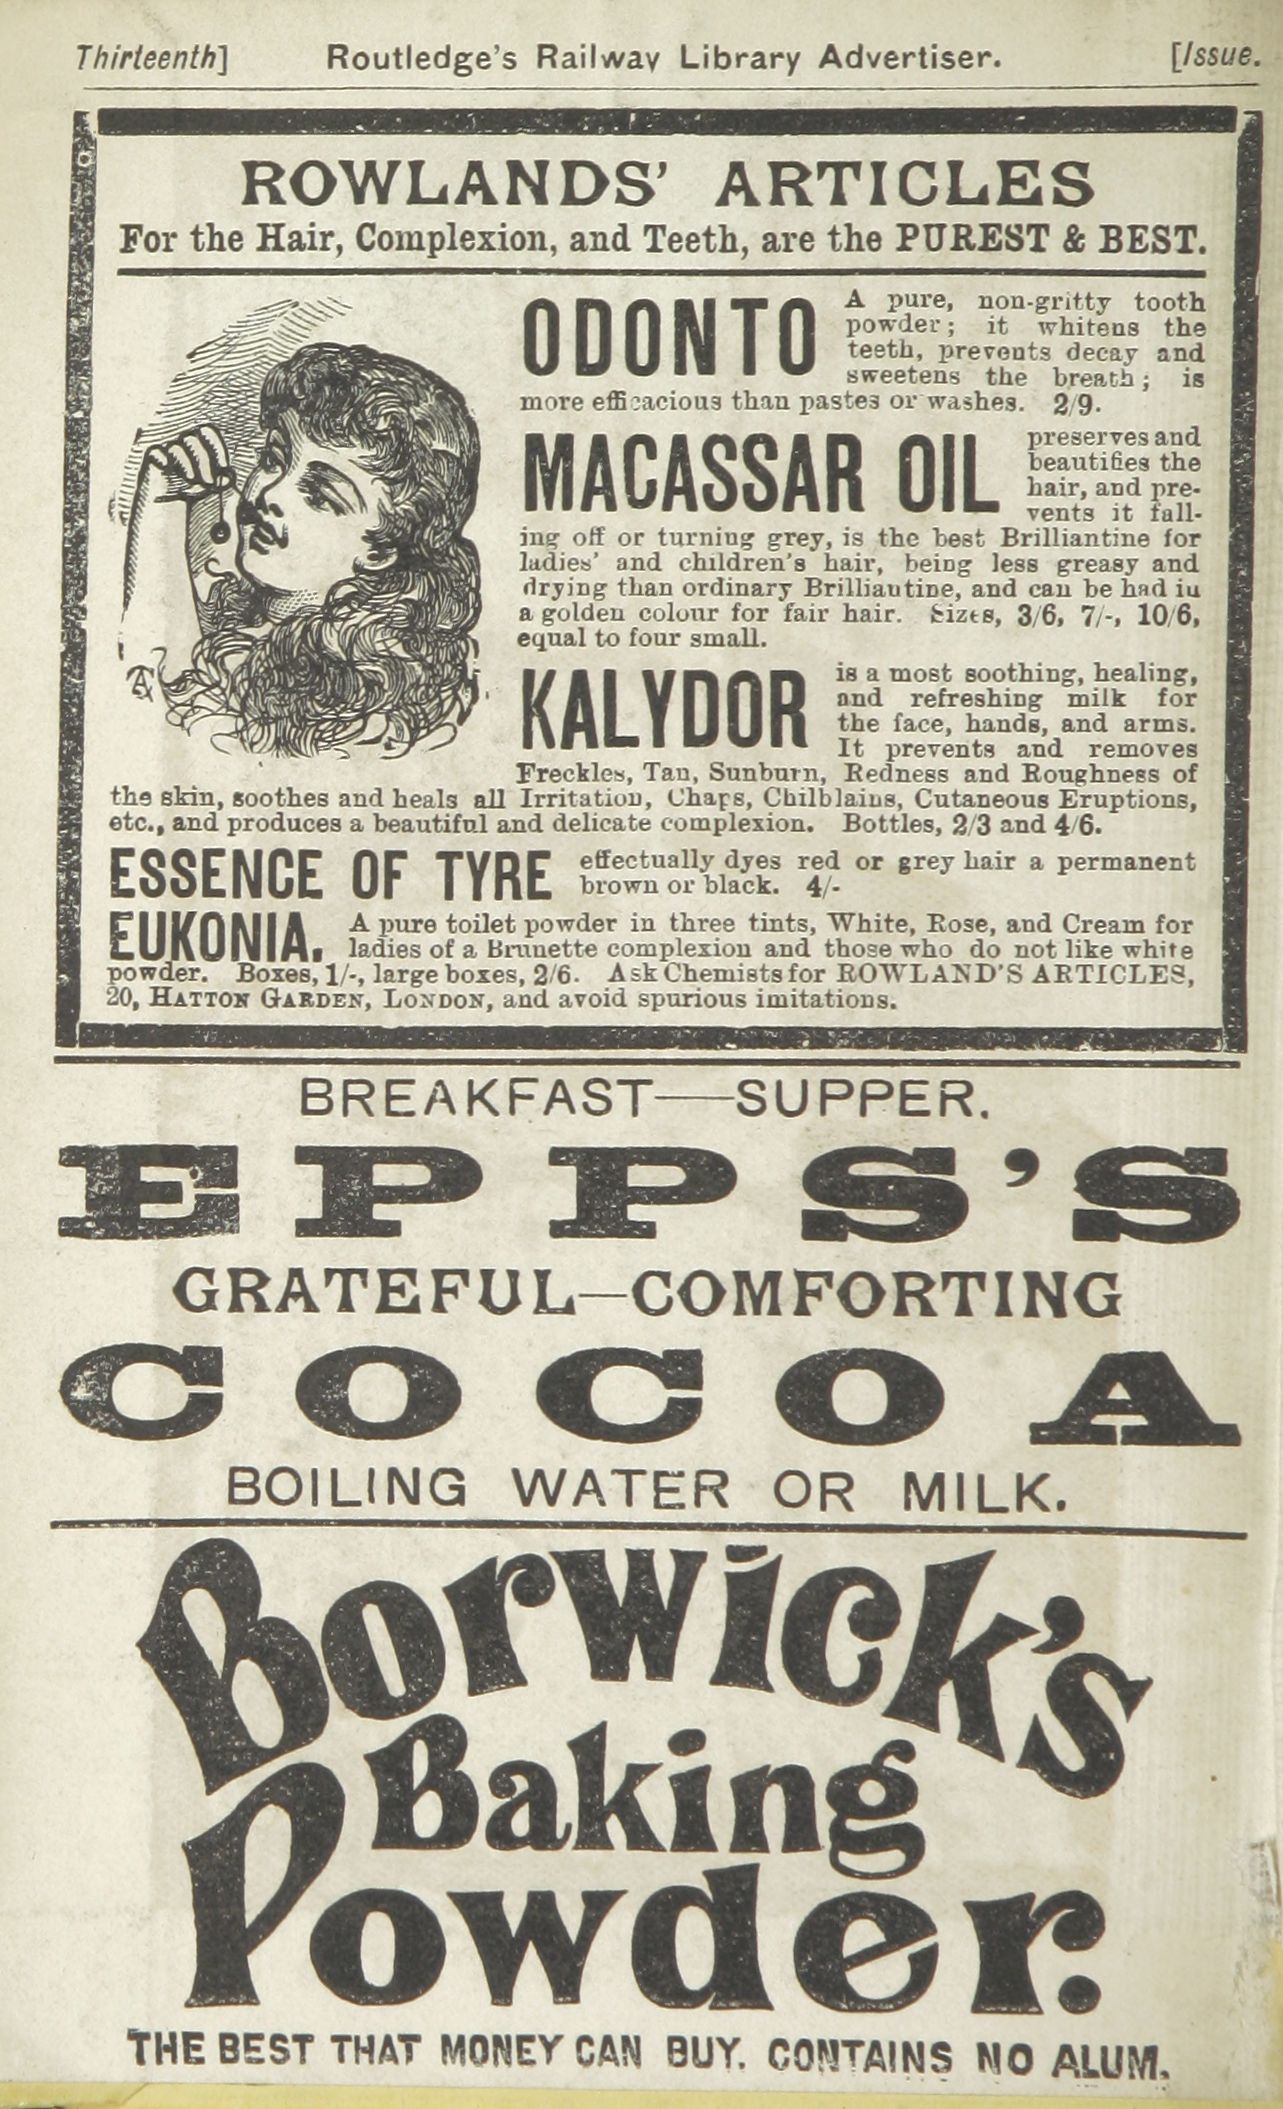 Thirteenth] Routledge's Railway Library Advertiser. [Issue.
ROWLANDS' ARTICLES
For the Hair, Complexion, and Teeth, are the PUREST & BEST.
ODONTO A pure, non-gritty tooth
powder; it whitens the
teeth, prevents decay and
sweetens the breath; is
more efficacious than pastes or washes. 2/9.
MACASSAR OIL preserves and
beautifies the
hair, and pre-
vents it fall-
ing off or turning grey, is the best Brilliantine for
ladies' and children's hair, being less greasy and
drying than ordinary Brilliantine, and can be had in
a golden colour for fair hair. Sizes, 3/6, 7/-, 10/6,
equal to four small.
KALYDOR is a most soothing, healing,
and refreshing milk for
the face, hands, and arms.
It prevents and removes
Freckles, Tan, Sunburn, Redness and Roughness of
the skin, soothes and heals all Irritation, Chaps, Chilblains, Cutaneous Eruptions,
etc., and produces a beautiful and delicate complexion. Bottles, 2/3 and 4/6.
ESSENCE OF TYRE effectually dyes red or grey hair a permanent
brown or black. 4/-
EUKONIA. A pure toilet powder in three tints, White, Rose, and Cream for
ladies of a Brunette complexion and those who do not like white
powder. Boxes, 1/-, large boxes, 2/6. Ask Chemists for ROWLAND'S ARTICLES,
20, HATTON GARDEN, LONDON, and avoid spurious imitations.
BREAKFAST—SUPPER.
EPPS'S
GRATEFUL—COMFORTING
COCOA
BOILING WATER OR MILK.
Borwick's
Baking
Powder.
THE BEST THAT MONEY CAN BUY. CONTAINS NO ALUM.